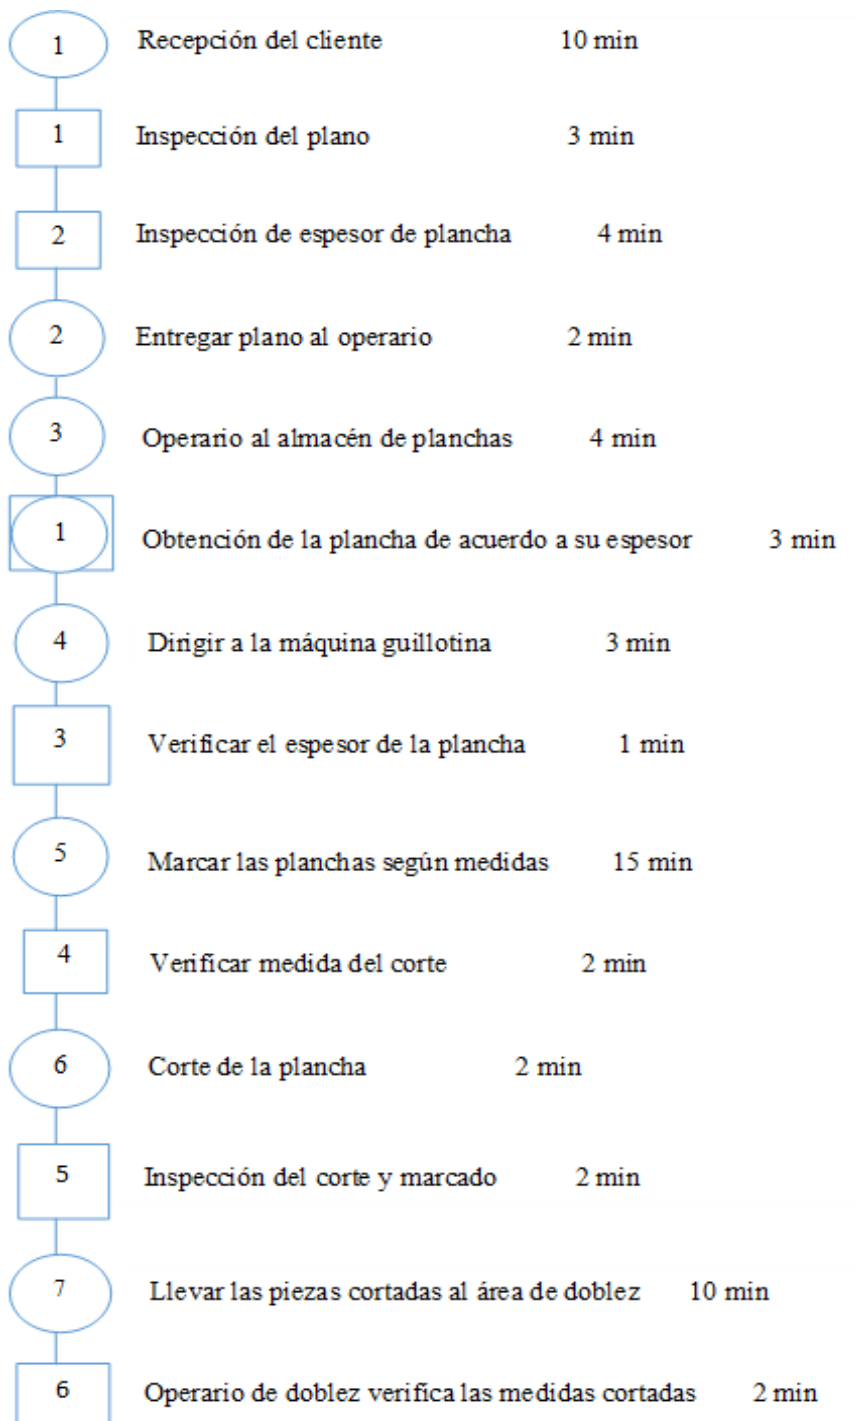 1 Recepción del cliente 10 min
1 Inspección del plano 3 min
2 Inspección de espesor de plancha 4 min
2 Entregar plano al operario 2 min
3 Operario al almacén de planchas 4 min
1 Obtención de la plancha de acuerdo a su espesor 3 min
4 Dirigir a la máquina guillotina 3 min
3 Verificar el espesor de la plancha 1 min
5 Marcar las planchas según medidas 15 min
4 Verificar medida del corte 2 min
6 Corte de la plancha 2 min
5 Inspección del corte y marcado 2 min
7 Llevar las piezas cortadas al área de doblez 10 min
6 Operario de doblez verifica las medidas cortadas 2 min